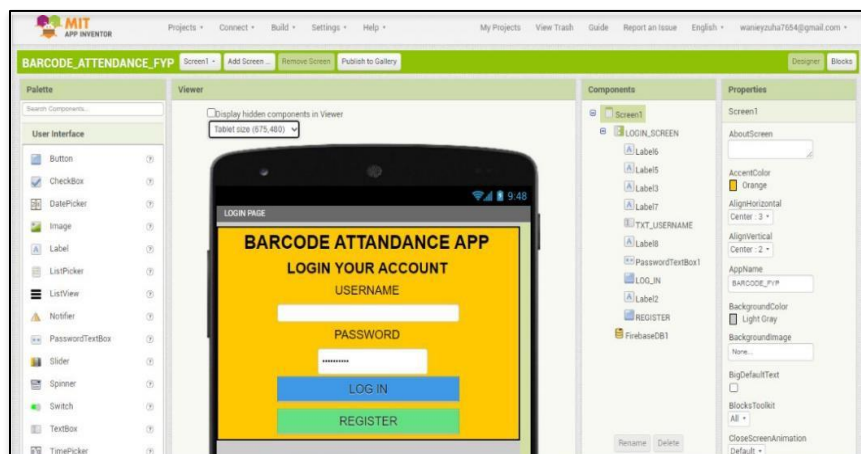 MIT
APP INVENTOR
Projects Connect Build Settings Help My Projects View Trash Guide Report an Issue English wanieyzuha7654@gmail.com
BARCODE_ATTENDANCE_FYP Screen1 Add Screen ... Remove Screen Publish to Gallery Designer Blocks
Palette
Search Components...
User Interface
Button
CheckBox
DatePicker
Image
Label
ListPicker
ListView
Notifier
PasswordTextBox
Slider
Spinner
Switch
TextBox
TimePicker
Viewer
Display hidden components in Viewer
Tablet size (675,480)
9:48
LOGIN PAGE
BARCODE ATTANDANCE APP
LOGIN YOUR ACCOUNT
USERNAME
PASSWORD
LOG IN
REGISTER
Components
Screen1
LOGIN_SCREEN
Label6
Label5
Label3
Label7
TXT_USERNAME
Label8
PasswordTextBox1
LOG_IN
Label2
REGISTER
FirebaseDB1
Rename Delete
Properties
Screen1
AboutScreen
AccentColor
Orange
AlignHorizontal
Center : 3
AlignVertical
Center : 2
AppName
BARCODE_FYP
BackgroundColor
Light Gray
BackgroundImage
None...
BigDefaultText
BlocksToolkit
All
CloseScreenAnimation
Default